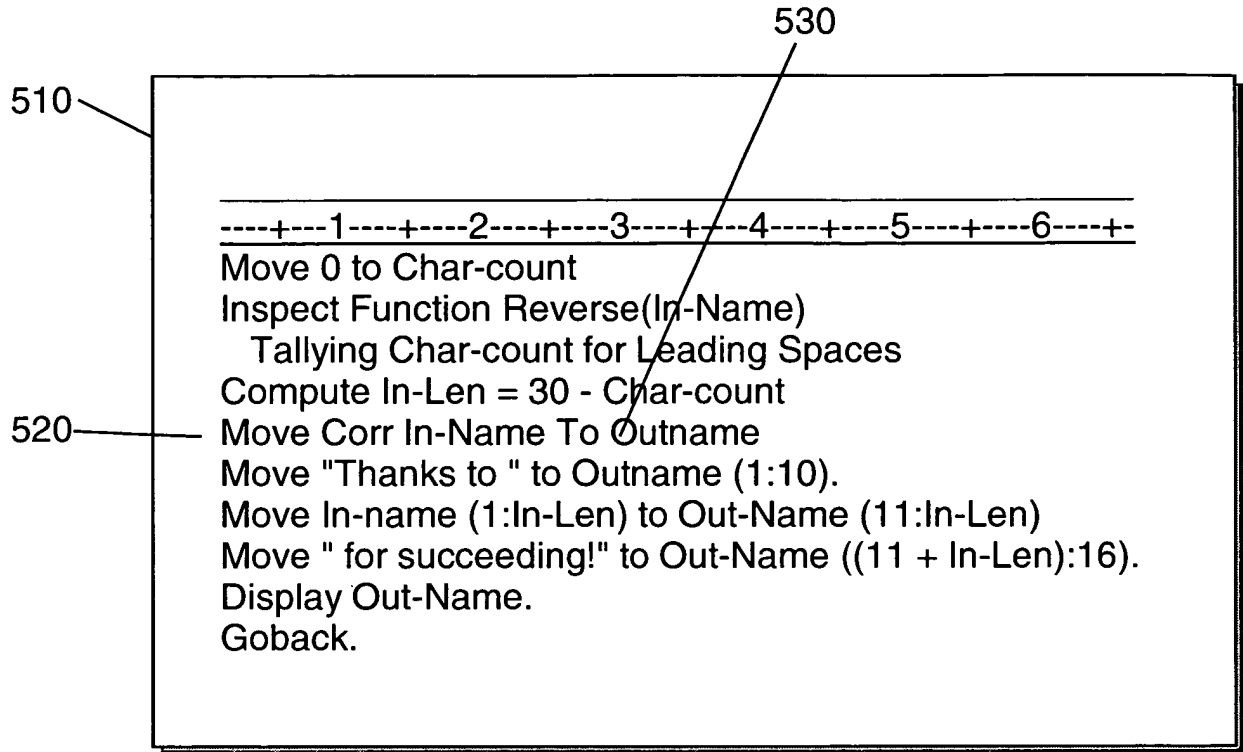 530
510
----+---1----+----2----+----3----+----4----+----5----+----6----+-
Move 0 to Char-count
Inspect Function Reverse(In-Name)
Tallying Char-count for Leading Spaces
Compute In-Len = 30 - Char-count
520 Move Corr In-Name To Outname
Move "Thanks to " to Outname (1:10).
Move In-name (1:In-Len) to Out-Name (11:In-Len)
Move " for succeeding!" to Out-Name ((11 + In-Len):16).
Display Out-Name.
Goback.